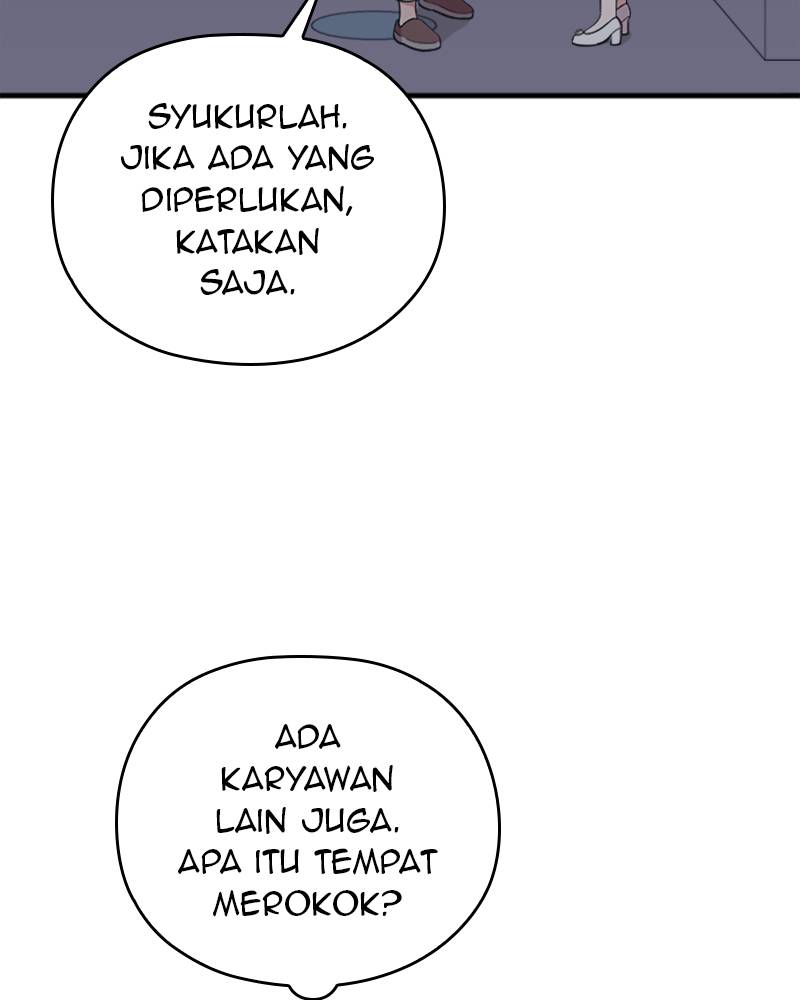 SYUKURLAH.
JIKA ADA YANG
DIPERLUKAN,
KATAKAN
SAJA.
ADA
KARYAWAN
LAIN JUGA.
APA ITU TEMPAT
MEROKOK?